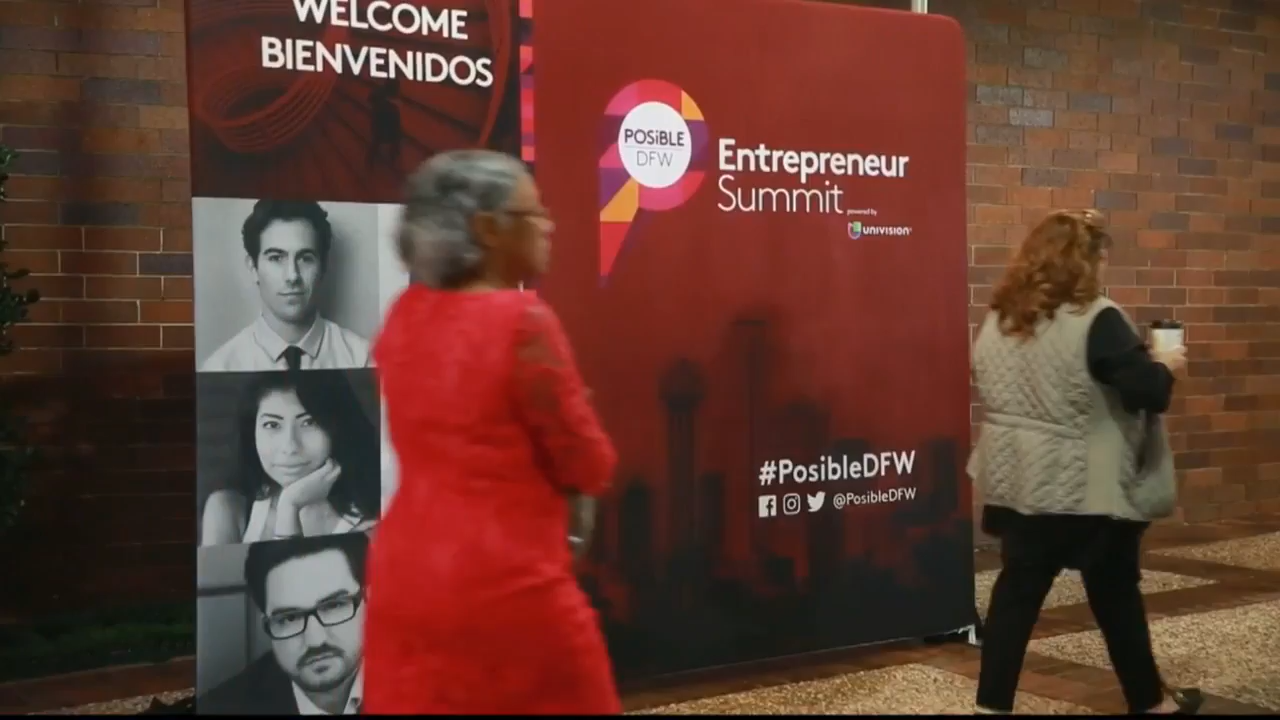 WELCOME
BIENVENIDOS
POSiBLE
DFW
Entrepreneur
Summit
powered by
UNIVISION
#PosibleDFW
@PosibleDFW